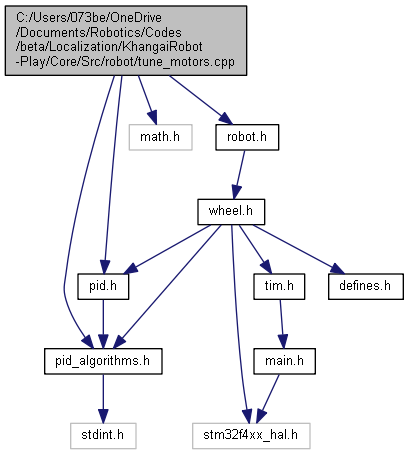 C:/Users/073be/OneDrive
/Documents/Robotics/Codes
/beta/Localization/KhangaiRobot
-Play/Core/Src/robot/tune_motors.cpp
math.h
robot.h
wheel.h
pid.h
tim.h
defines.h
pid_algorithms.h
main.h
stdint.h
stm32f4xx_hal.h